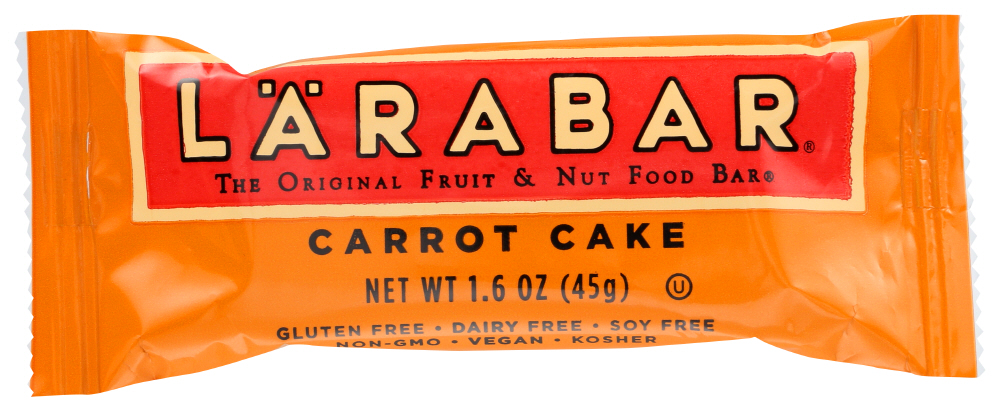 LÄRABAR®
THE ORIGINAL FRUIT & NUT FOOD BAR®
CARROT CAKE
NET WT 1.6 OZ (45g) U
GLUTEN FREE • DAIRY FREE • SOY FREE
NON-GMO • VEGAN • KOSHER